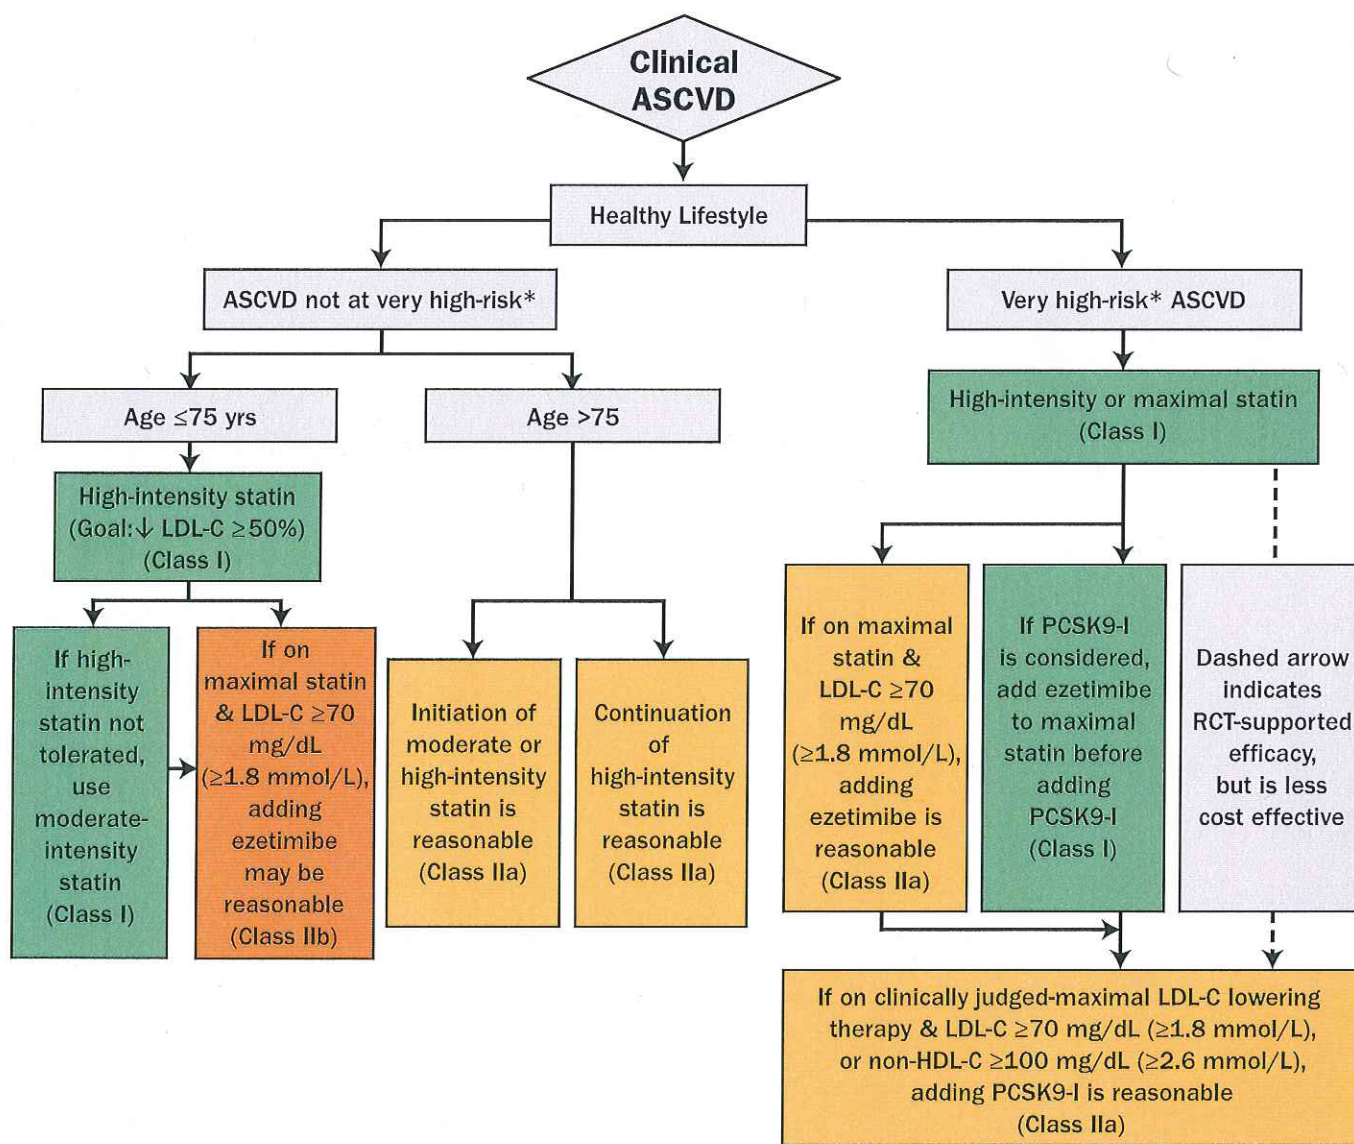 Clinical
ASCVD
Healthy Lifestyle
ASCVD not at very high-risk*
Very high-risk* ASCVD
Age ≤75 yrs
Age >75
High-intensity or maximal statin
(Class I)
High-intensity statin
(Goal:↓ LDL-C ≥50%)
(Class I)
If high-
intensity
statin not
tolerated,
use
moderate-
intensity
statin
(Class I)
If on
maximal statin
& LDL-C ≥70
mg/dL
(≥1.8 mmol/L),
adding
ezetimibe
may be
reasonable
(Class IIb)
Initiation of
moderate or
high-intensity
statin is
reasonable
(Class IIa)
Continuation
of
high-intensity
statin is
reasonable
(Class IIa)
If on maximal
statin &
LDL-C ≥70
mg/dL
(≥1.8 mmol/L),
adding
ezetimibe is
reasonable
(Class IIa)
If PCSK9-I
is considered,
add ezetimibe
to maximal
statin before
adding
PCSK9-I
(Class I)
Dashed arrow
indicates
RCT-supported
efficacy,
but is less
cost effective
If on clinically judged-maximal LDL-C lowering
therapy & LDL-C ≥70 mg/dL (≥1.8 mmol/L),
or non-HDL-C ≥100 mg/dL (≥2.6 mmol/L),
adding PCSK9-I is reasonable
(Class IIa)